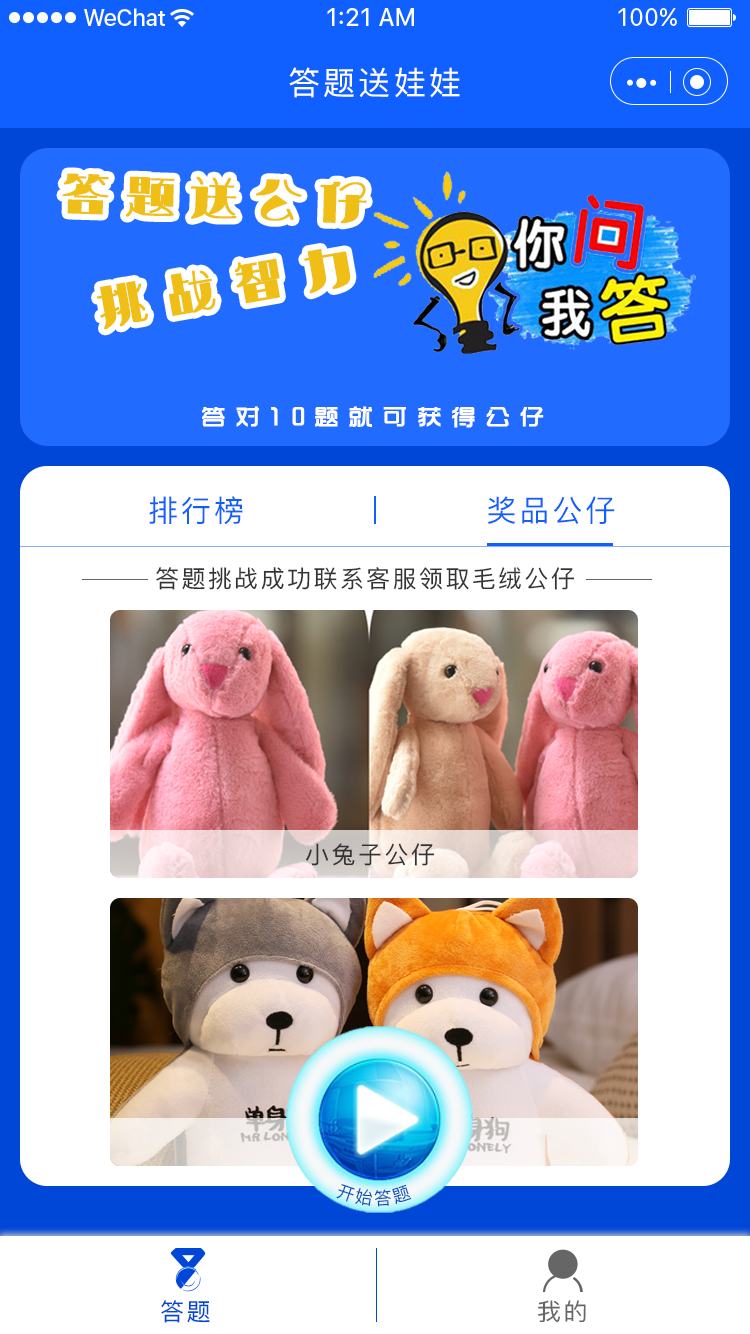 WeChat 1:21 AM 100%
答题送娃娃
答题送公仔
挑战智力
你问
我答
答对10题就可获得公仔
排行榜
奖品公仔
答题挑战成功联系客服领取毛绒公仔
小兔子公仔
单身
MR LON
身狗
ONELY
开始答题
答题
我的